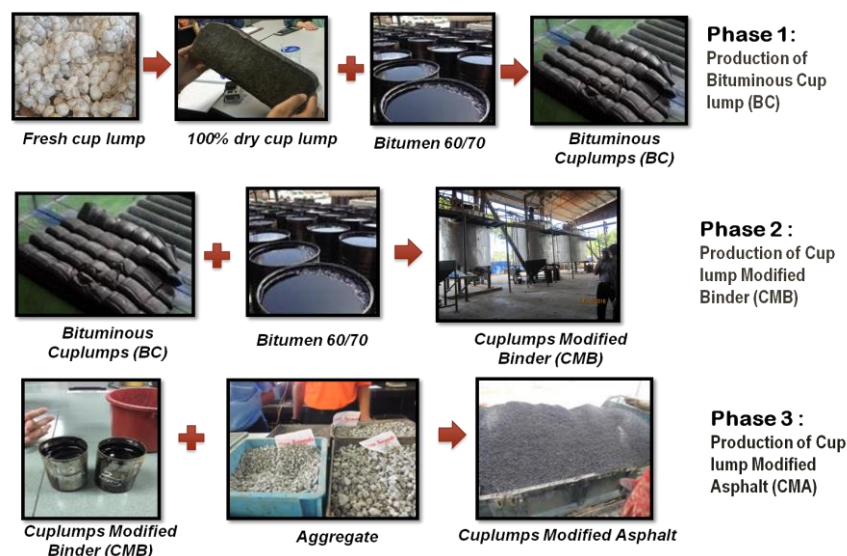 Phase 1:
Production of
Bituminous Cup
lump (BC)
Fresh cup lump
100% dry cup lump
Bitumen 60/70
Bituminous
Cuplumps (BC)
Phase 2 :
Production of Cup
lump Modified
Binder (CMB)
Bituminous
Cuplumps (BC)
Bitumen 60/70
Cuplumps Modified
Binder (CMB)
Phase 3 :
Production of Cup
lump Modified
Asphalt (CMA)
Cuplumps Modified
Binder (CMB)
Aggregate
Cuplumps Modified Asphalt